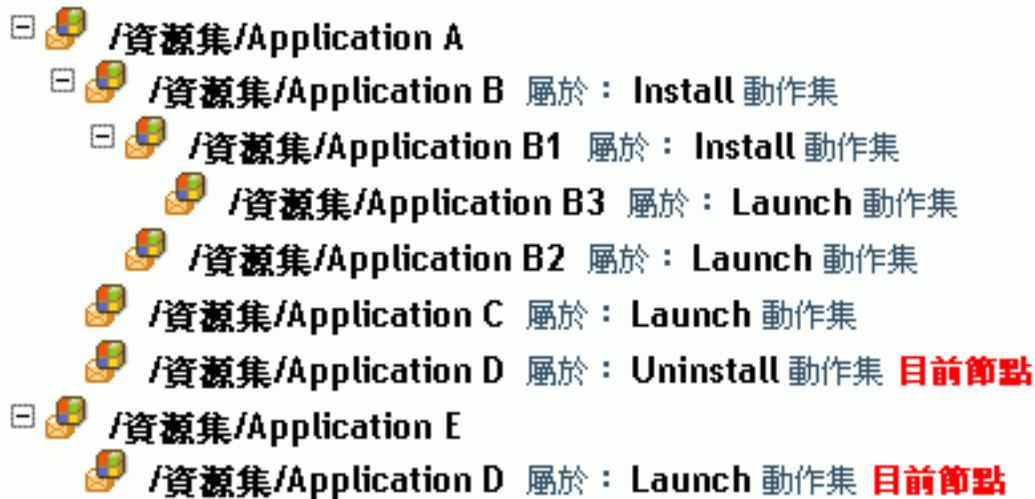 /資源集/Application A
/資源集/Application B 屬於： Install 動作集
/資源集/Application B1 屬於： Install 動作集
/資源集/Application B3 屬於： Launch 動作集
/資源集/Application B2 屬於： Launch 動作集
/資源集/Application C 屬於： Launch 動作集
/資源集/Application D 屬於： Uninstall 動作集 目前節點
/資源集/Application E
/資源集/Application D 屬於： Launch 動作集 目前節點